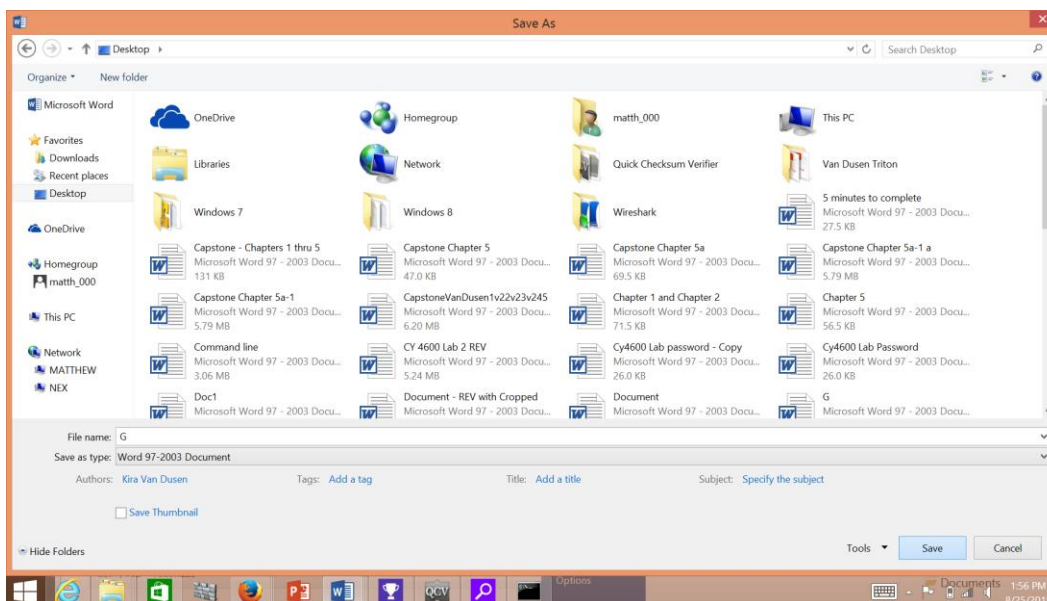 Save As
Desktop
Search Desktop
Organize
New folder
Microsoft Word
Favorites
Downloads
Recent places
Desktop
OneDrive
Homegroup
matth_000
This PC
Network
MATTHEW
NEX
OneDrive
Homegroup
matth_000
This PC
Libraries
Network
Quick Checksum Verifier
Van Dusen Triton
Windows 7
Windows 8
Wireshark
5 minutes to complete
Microsoft Word 97 - 2003 Docu...
27.5 KB
Capstone - Chapters 1 thru 5
Microsoft Word 97 - 2003 Docu...
131 KB
Capstone Chapter 5
Microsoft Word 97 - 2003 Docu...
47.0 KB
Capstone Chapter 5a
Microsoft Word 97 - 2003 Docu...
69.5 KB
Capstone Chapter 5a-1 a
Microsoft Word 97 - 2003 Docu...
5.79 MB
Capstone Chapter 5a-1
Microsoft Word 97 - 2003 Docu...
5.79 MB
CapstoneVanDusen1v22v23v245
Microsoft Word 97 - 2003 Docu...
6.20 MB
Chapter 1 and Chapter 2
Microsoft Word 97 - 2003 Docu...
71.5 KB
Chapter 5
Microsoft Word 97 - 2003 Docu...
56.5 KB
Command line
Microsoft Word 97 - 2003 Docu...
3.06 MB
CY 4600 Lab 2 REV
Microsoft Word 97 - 2003 Docu...
5.24 MB
Cy4600 Lab password - Copy
Microsoft Word 97 - 2003 Docu...
26.0 KB
Cy4600 Lab Password
Microsoft Word 97 - 2003 Docu...
26.0 KB
Doc1
Microsoft Word 97 - 2003 Docu...
Document - REV with Cropped
Microsoft Word 97 - 2003 Docu...
Document
Microsoft Word 97 - 2003 Docu...
G
Microsoft Word 97 - 2003 Docu...
File name: G
Save as type: Word 97-2003 Document
Authors: Kira Van Dusen Tags: Add a tag Title: Add a title Subject: Specify the subject
Save Thumbnail
Hide Folders
Tools Save Cancel
QCV
Options
Documents
1:56 PM